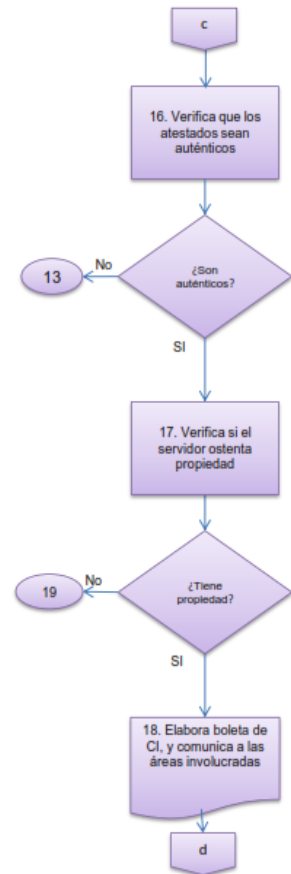 c
16. Verifica que los
atestados sean
auténticos
¿Son
auténticos?
No
13
SI
17. Verifica si el
servidor ostenta
propiedad
¿Tiene
propiedad?
No
19
SI
18. Elabora boleta de
CI, y comunica a las
áreas involucradas
d